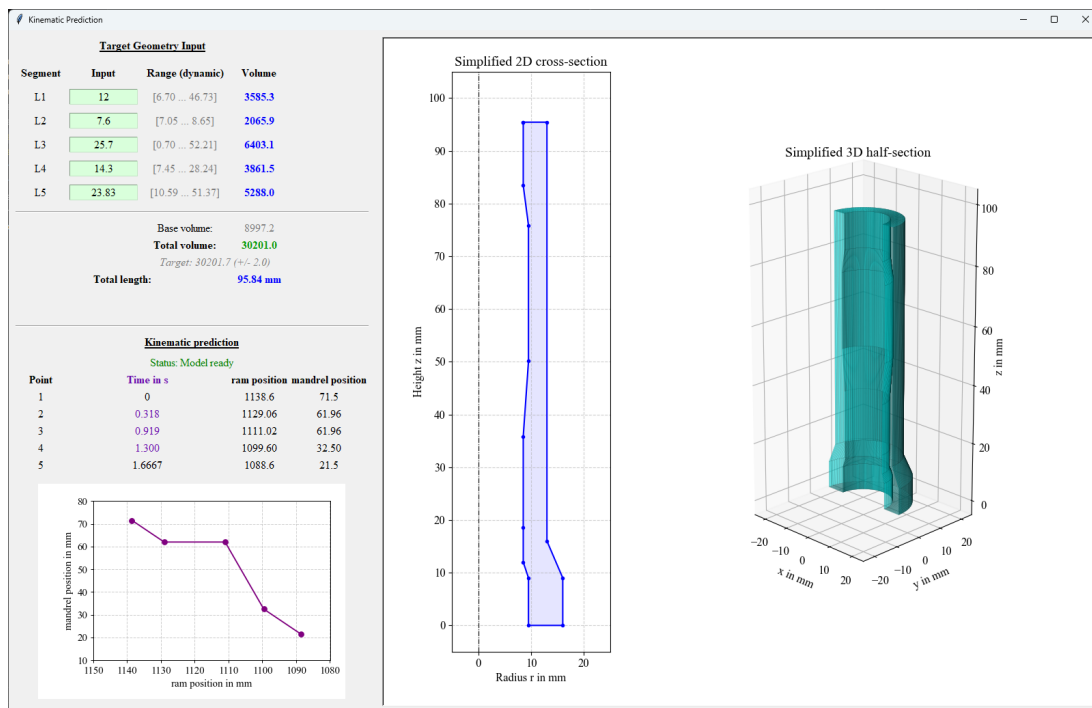 Kinematic Prediction
Target Geometry Input
Segment Input Range (dynamic) Volume
L1 12 [6.70 ... 46.73] 3585.3
L2 7.6 [7.05 ... 8.65] 2065.9
L3 25.7 [0.70 ... 52.21] 6403.1
L4 14.3 [7.45 ... 28.24] 3861.5
L5 23.83 [10.59 ... 51.37] 5288.0
Base volume: 8997.2
Total volume: 30201.0
Target: 30201.7 (+/- 2.0)
Total length: 95.84 mm
Kinematic prediction
Status: Model ready
Point Time in s ram position mandrel position
1 0 1138.6 71.5
2 0.318 1129.06 61.96
3 0.919 1111.02 61.96
4 1.300 1099.60 32.50
5 1.6667 1088.6 21.5
80
70
60
50
40
30
20
10
mandrel position in mm
1150 1140 1130 1120 1110 1100 1090 1080
ram position in mm
Simplified 2D cross-section
100
90
80
70
60
50
40
30
20
10
0
Height z in mm
0 10 20
Radius r in mm
Simplified 3D half-section
100
80
60
40
20
0
z in mm
−20 −10 0 10 20
x in mm
−20 −10 0 10 20
y in mm